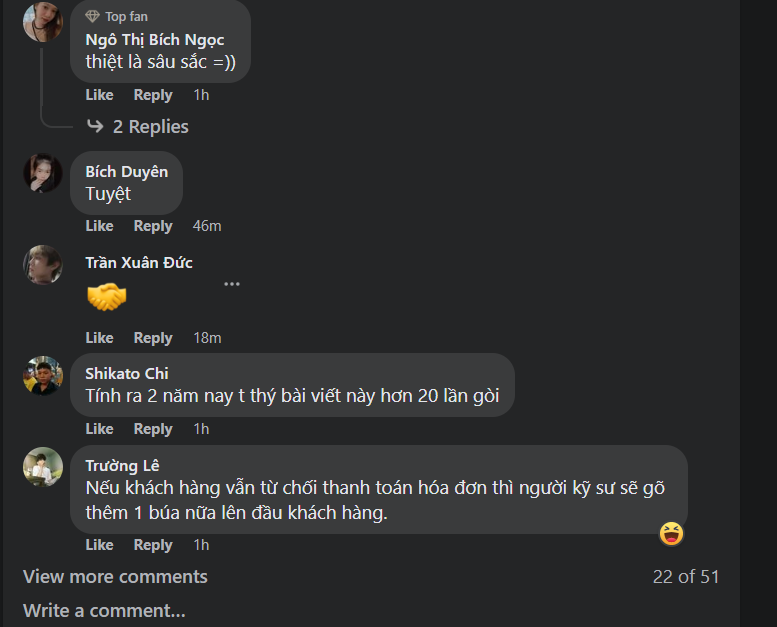 Top fan
Ngô Thị Bích Ngọc
thiệt là sâu sắc =))
Like Reply 1h
2 Replies
Bích Duyên
Tuyệt
Like Reply 46m
Trần Xuân Đức
Like Reply 18m
Shikato Chi
Tính ra 2 năm nay t thý bài viết này hơn 20 lần gòi
Like Reply 1h
Trường Lê
Nếu khách hàng vẫn từ chối thanh toán hóa đơn thì người kỹ sư sẽ gõ
thêm 1 búa nữa lên đầu khách hàng.
Like Reply 1h
View more comments 22 of 51
Write a comment...